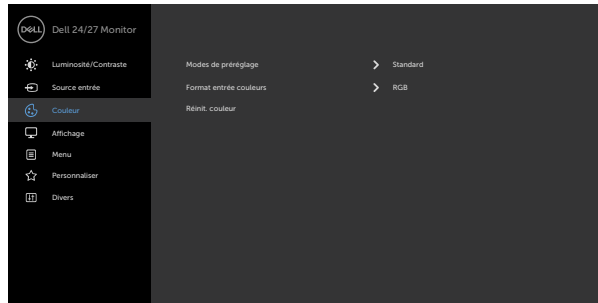 DELL Dell 24/27 Monitor
Luminosité/Contraste
Modes de préréglage
Standard
Source entrée
Format entrée couleurs
RGB
Couleur
Réinit. couleur
Affichage
Menu
Personnaliser
Divers